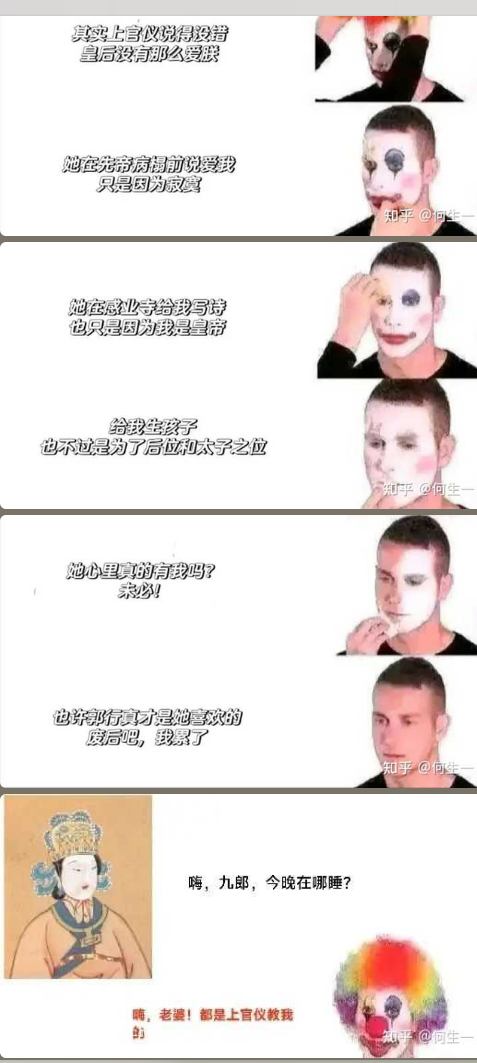 其实上官仪说得没错
皇后没有那么爱朕
她在先帝病榻前说爱我
只是因为寂寞
知乎 @何生一
她在感业寺给我写诗
也只是因为我是皇帝
给我生孩子
也不过是为了后位和太子之位
知乎 @何生一
她心里真的有我吗？
未必！
也许郭行真才是她喜欢的
废后吧，我累了
知乎 @何生一
嗨，九郎，今晚在哪睡？
嗨，老婆！都是上官仪教我
的
知乎 @何生一